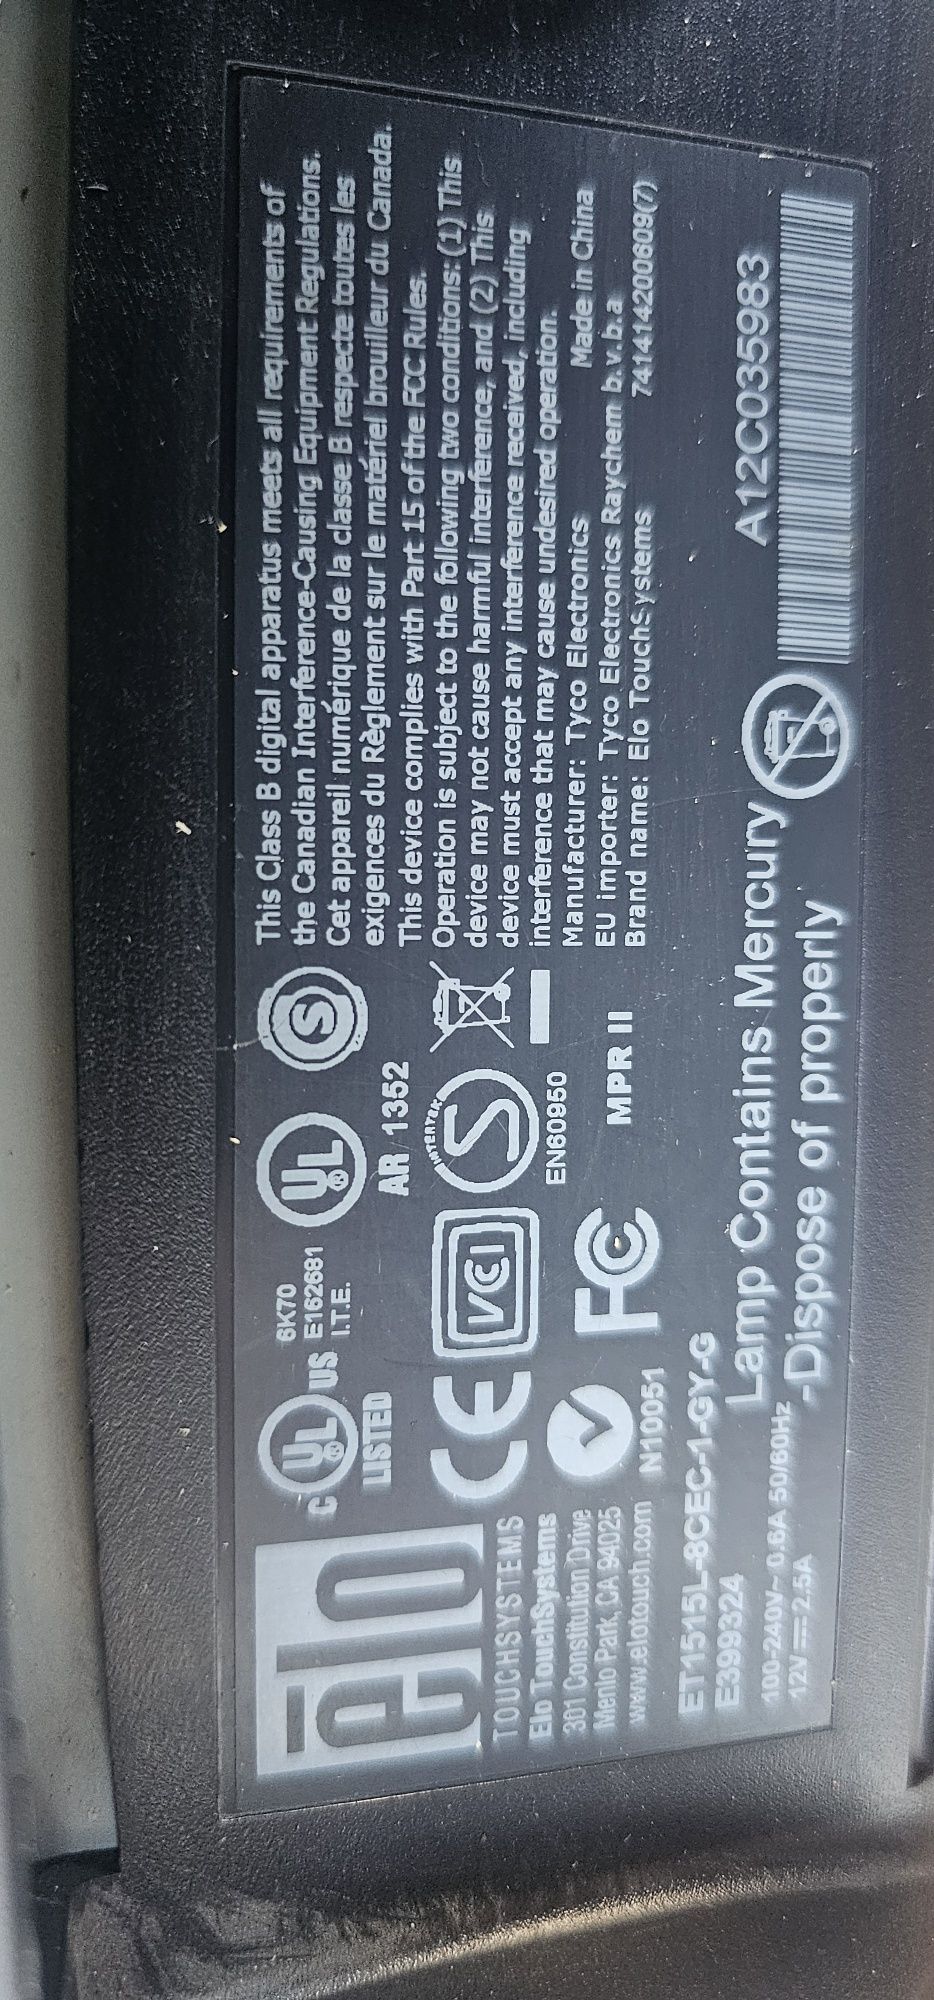 elo
TOUCHSYSTEMS
Elo TouchSystems
301 Constitution Drive
Menlo Park, CA 94025
www.elotouch.com
ET1515L-8CEC-1-GY-G
E399324
100-240V~ 0.6A 50/60Hz
12V 2.5A
C UL US
LISTED
6K70
E162681
I.T.E.
UL
S
AR 1352
CE
VCI
INTERTEK
S
EN60950
N10051
FC
MPR II
This Class B digital apparatus meets all requirements of
the Canadian Interference-Causing Equipment Regulations.
Cet appareil numérique de la classe B respecte toutes les
exigences du Règlement sur le matériel brouilleur du Canada.
This device complies with Part 15 of the FCC Rules.
Operation is subject to the following two conditions: (1) This
device may not cause harmful interference, and (2) This
device must accept any interference received, including
interference that may cause undesired operation.
Manufacturer: Tyco Electronics Made in China
EU importer: Tyco Electronics Raychem b.v.b.a
Brand name: Elo TouchSystems 741414200609(7)
Lamp Contains Mercury
-Dispose of properly
A12C035983